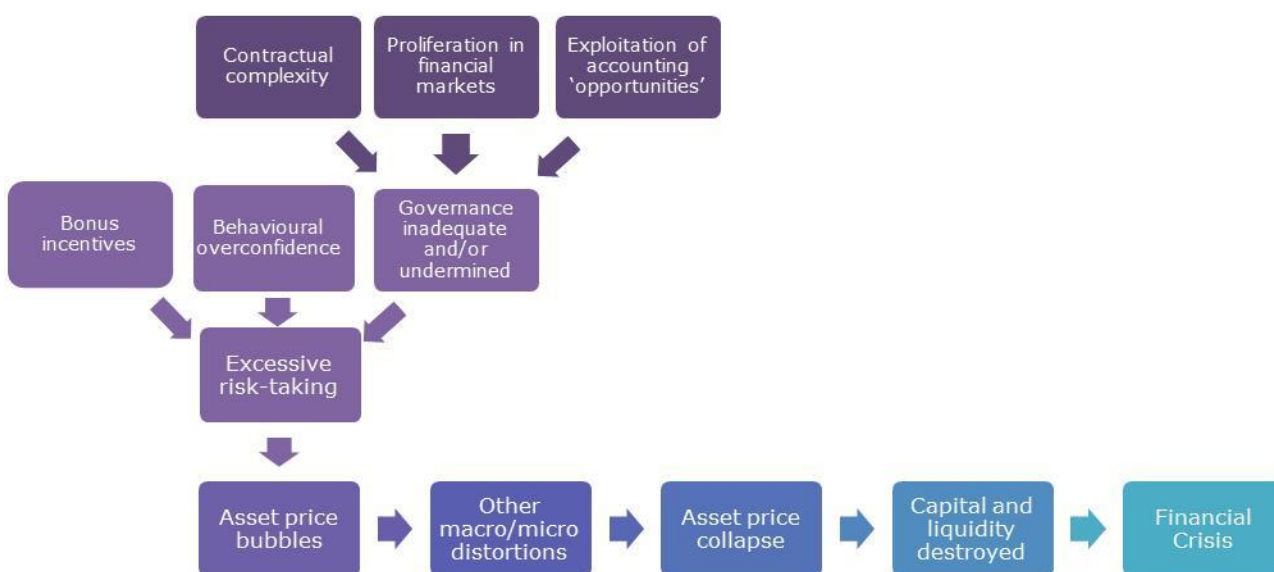 Contractual
complexity
Proliferation in
financial
markets
Exploitation of
accounting
‘opportunities’
Bonus
incentives
Behavioural
overconfidence
Governance
inadequate
and/or
undermined
Excessive
risk-taking
Asset price
bubbles
Other
macro/micro
distortions
Asset price
collapse
Capital and
liquidity
destroyed
Financial
Crisis